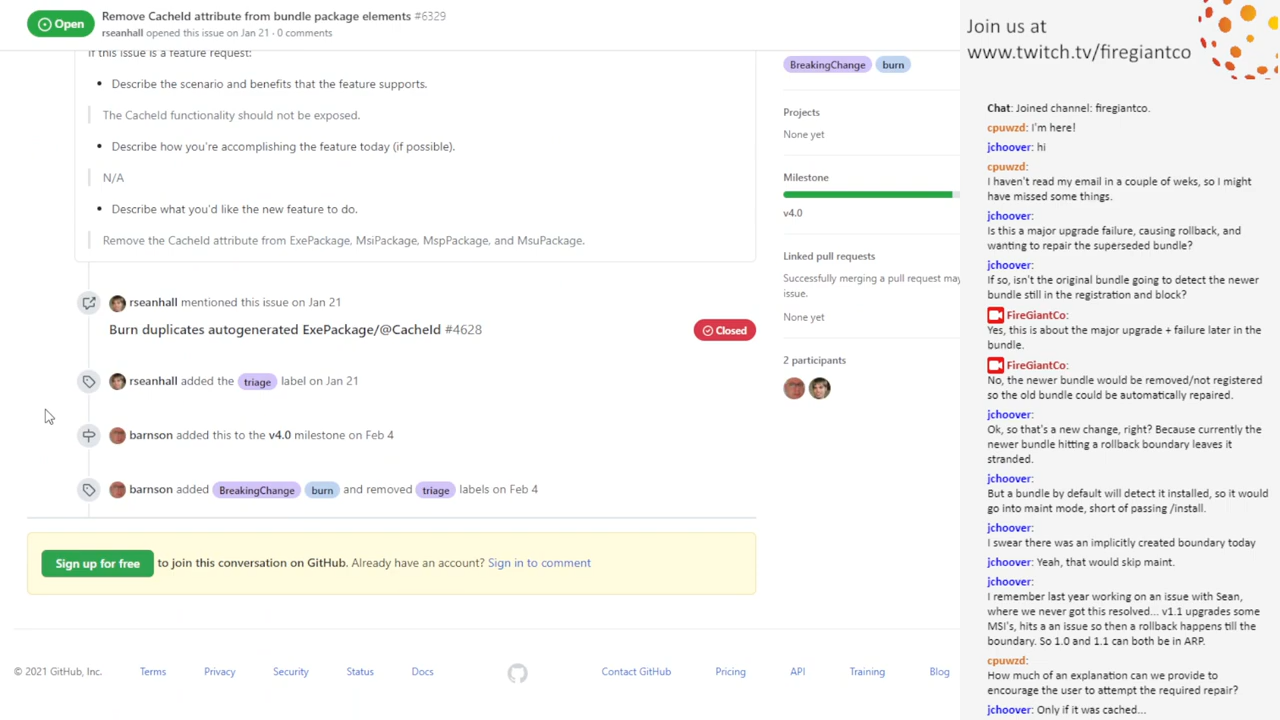 Open
Remove CacheId attribute from bundle package elements #6329
rseanhall opened this issue on Jan 21 · 0 comments
If this issue is a feature request:
• Describe the scenario and benefits that the feature supports.
The CacheId functionality should not be exposed.
• Describe how you're accomplishing the feature today (if possible).
N/A
• Describe what you'd like the new feature to do.
Remove the CacheId attribute from ExePackage, MsiPackage, MspPackage, and MsuPackage.
rseanhall mentioned this issue on Jan 21
Burn duplicates autogenerated ExePackage/@CacheId #4628
Closed
rseanhall added the triage label on Jan 21
barnson added this to the v4.0 milestone on Feb 4
barnson added BreakingChange burn and removed triage labels on Feb 4
Sign up for free to join this conversation on GitHub. Already have an account? Sign in to comment
BreakingChange burn
Projects
None yet
Milestone
v4.0
Linked pull requests
Successfully merging a pull request may
issue.
None yet
2 participants
© 2021 GitHub, Inc. Terms Privacy Security Status Docs Contact GitHub Pricing API Training Blog
Join us at
www.twitch.tv/firegiantco
Chat: Joined channel: firegiantco.
cpuwzd: I'm here!
jchoover: hi
cpuwzd:
I haven't read my email in a couple of weks, so I might
have missed some things.
jchoover:
Is this a major upgrade failure, causing rollback, and
wanting to repair the superseded bundle?
jchoover:
If so, isn't the original bundle going to detect the newer
bundle still in the registration and block?
FireGiantCo:
Yes, this is about the major upgrade + failure later in the
bundle.
FireGiantCo:
No, the newer bundle would be removed/not registered
so the old bundle could be automatically repaired.
jchoover:
Ok, so that's a new change, right? Because currently the
newer bundle hitting a rollback boundary leaves it
stranded.
jchoover:
But a bundle by default will detect it installed, so it would
go into maint mode, short of passing /install.
jchoover:
I swear there was an implicitly created boundary today
jchoover: Yeah, that would skip maint.
jchoover:
I remember last year working on an issue with Sean,
where we never got this resolved... v1.1 upgrades some
MSI's, hits a an issue so then a rollback happens till the
boundary. So 1.0 and 1.1 can both be in ARP.
cpuwzd:
How much of an explanation can we provide to
encourage the user to attempt the required repair?
jchoover: Only if it was cached...